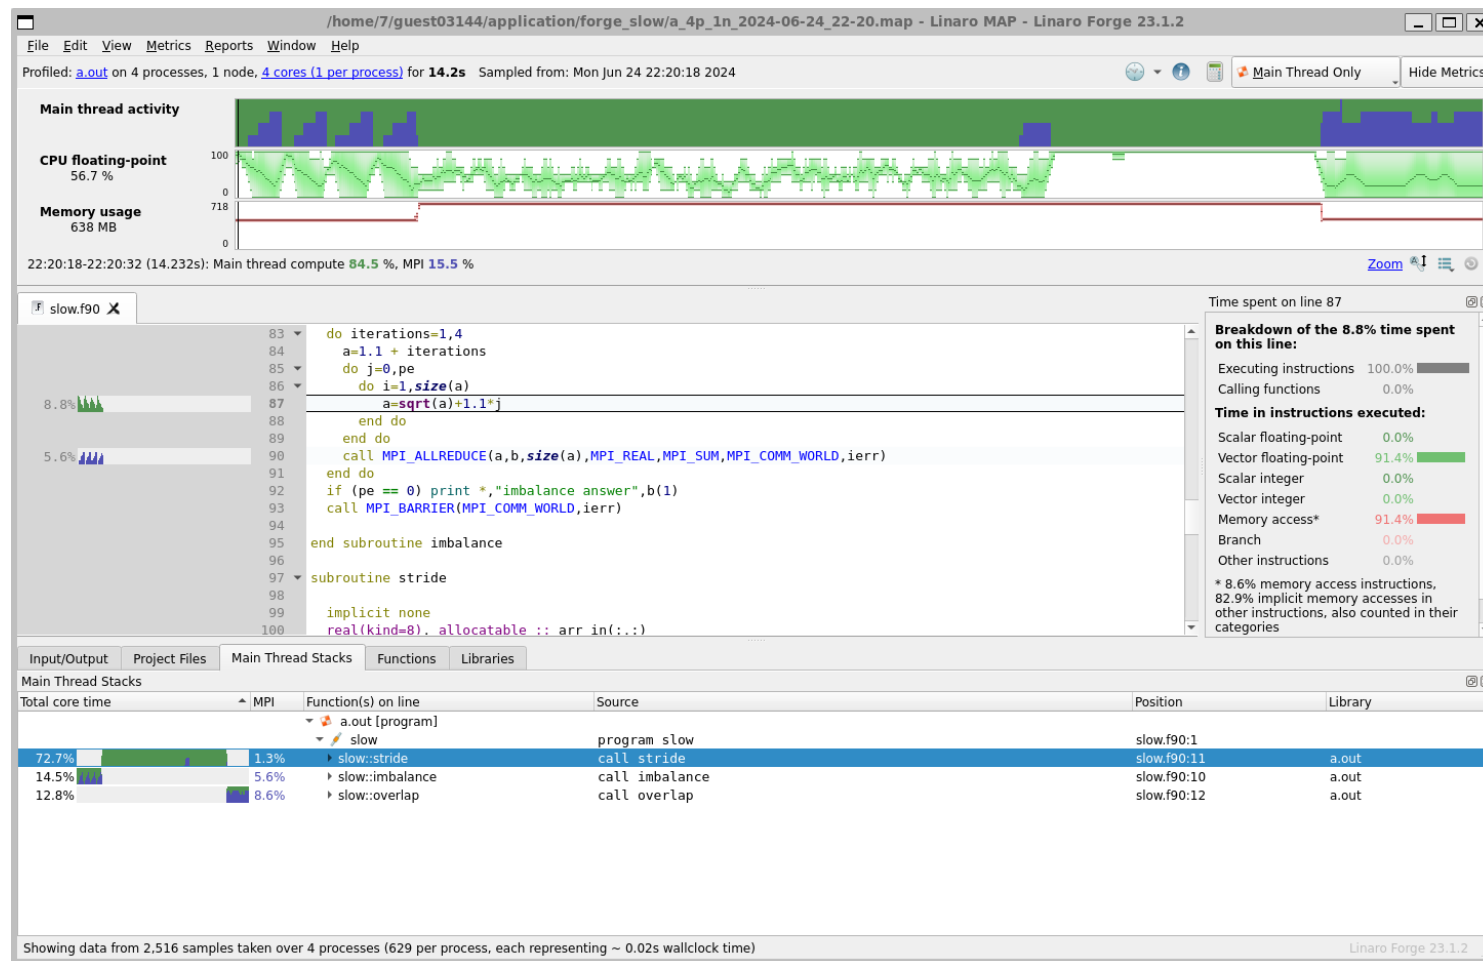 /home/7/guest03144/application/forge_slow/a_4p_1n_2024-06-24_22-20.map - Linaro MAP - Linaro Forge 23.1.2
File Edit View Metrics Reports Window Help
Profiled: a.out on 4 processes, 1 node, 4 cores (1 per process) for 14.2s Sampled from: Mon Jun 24 22:20:18 2024
Main Thread Only
Hide Metrics
Main thread activity
CPU floating-point
56.7 %
100
0
Memory usage
638 MB
718
0
22:20:18-22:20:32 (14.232s): Main thread compute 84.5 %, MPI 15.5 %
Zoom
slow.f90
83 do iterations=1,4
84 a=1.1 + iterations
85 do j=0,pe
86 do i=1,size(a)
8.8% 87 a=sqrt(a)+1.1*j
88 end do
89 end do
5.6% 90 call MPI_ALLREDUCE(a,b,size(a),MPI_REAL,MPI_SUM,MPI_COMM_WORLD,ierr)
91 end do
92 if (pe == 0) print *,"imbalance answer",b(1)
93 call MPI_BARRIER(MPI_COMM_WORLD,ierr)
94
95 end subroutine imbalance
96
97 subroutine stride
98
99 implicit none
100 real(kind=8), allocatable :: arr_in(:,:)
Time spent on line 87
Breakdown of the 8.8% time spent
on this line:
Executing instructions 100.0%
Calling functions 0.0%
Time in instructions executed:
Scalar floating-point 0.0%
Vector floating-point 91.4%
Scalar integer 0.0%
Vector integer 0.0%
Memory access* 91.4%
Branch 0.0%
Other instructions 0.0%
* 8.6% memory access instructions,
82.9% implicit memory accesses in
other instructions, also counted in their
categories
Input/Output Project Files Main Thread Stacks Functions Libraries
Main Thread Stacks
Total core time MPI Function(s) on line Source Position Library
a.out [program]
slow program slow slow.f90:1
72.7% 1.3% slow::stride call stride slow.f90:11 a.out
14.5% 5.6% slow::imbalance call imbalance slow.f90:10 a.out
12.8% 8.6% slow::overlap call overlap slow.f90:12 a.out
Showing data from 2,516 samples taken over 4 processes (629 per process, each representing ~ 0.02s wallclock time)
Linaro Forge 23.1.2